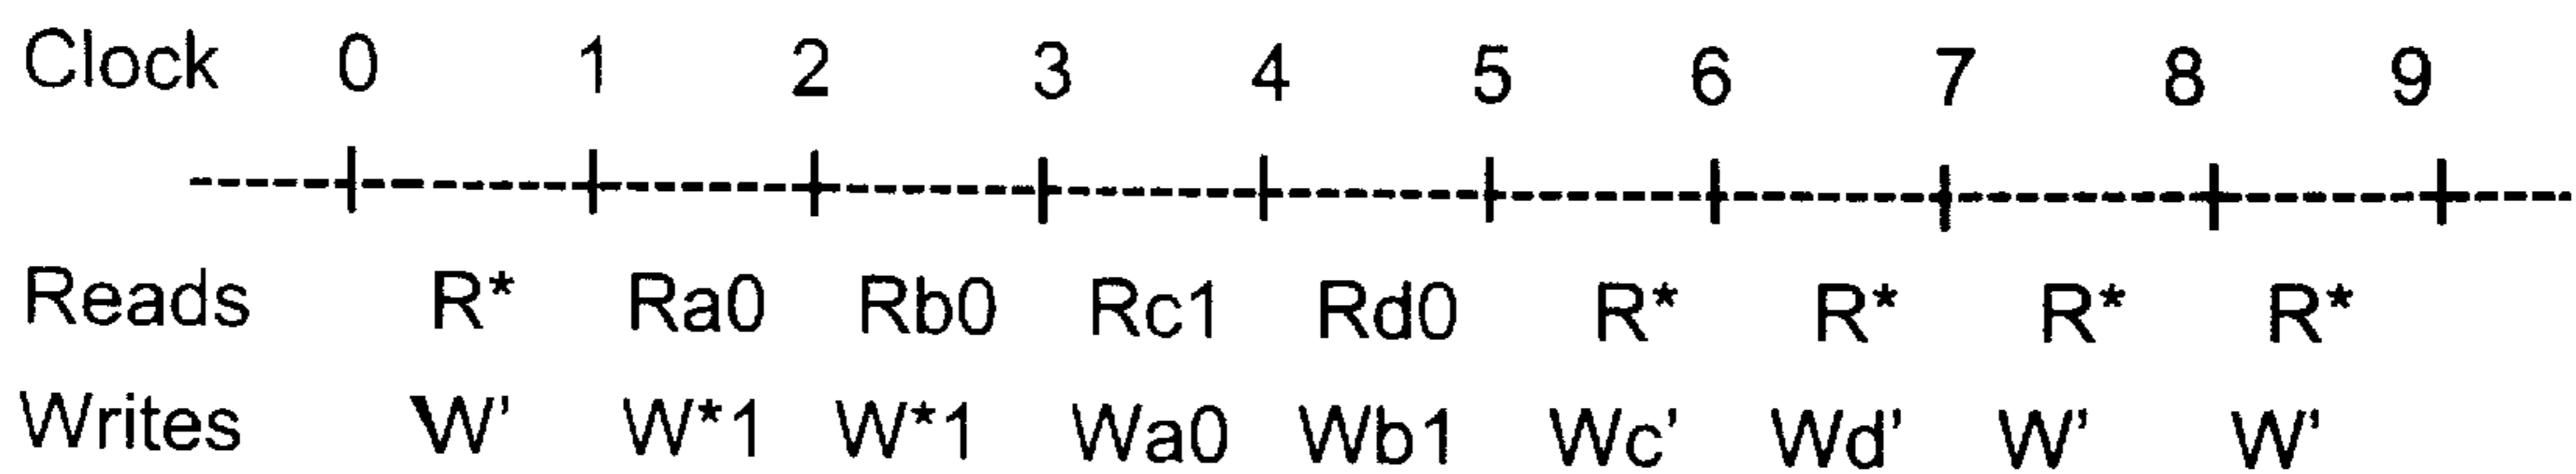 Clock 0 1 2 3 4 5 6 7 8 9
Reads R* Ra0 Rb0 Rc1 Rd0 R* R* R* R*
Writes W' W*1 W*1 Wa0 Wb1 Wc' Wd' W' W'